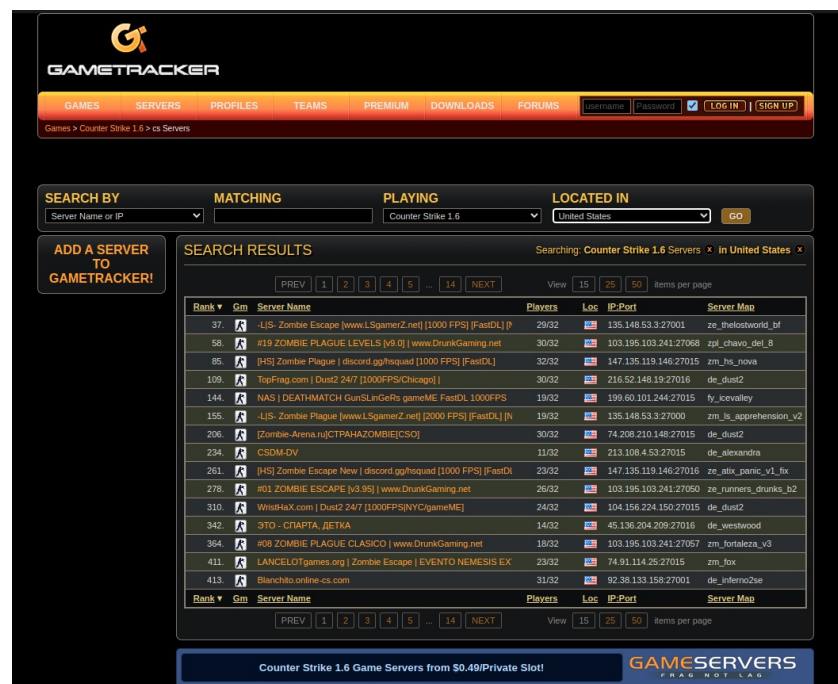 GAMETRACKER
GAMES SERVERS PROFILES TEAMS PREMIUM DOWNLOADS FORUMS username Password LOG IN | SIGN UP
Games > Counter Strike 1.6 > cs Servers
SEARCH BY MATCHING PLAYING LOCATED IN
Server Name or IP Counter Strike 1.6 United States GO
ADD A SERVER
TO
GAMETRACKER!
SEARCH RESULTS Searching: Counter Strike 1.6 Servers X in United States X
PREV 1 2 3 4 5 ... 14 NEXT View 15 25 50 items per page
Rank ▼ Gm Server Name Players Loc IP:Port Server Map
37. -L|S- Zombie Escape [www.LSgamerZ.net] [1000 FPS] [FastDL] [ 29/32 135.148.53.3:27001 ze_thelostworld_bf
58. #19 ZOMBIE PLAGUE LEVELS [v9.0] | www.DrunkGaming.net 30/32 103.195.103.241:27068 zpl_chavo_del_8
85. [HS] Zombie Plague | discord.gg/hsquad [1000 FPS] [FastDL] 32/32 147.135.119.146:27015 zm_hs_nova
109. TopFrag.com | Dust2 24/7 [1000FPS/Chicago] | 30/32 216.52.148.19:27016 de_dust2
144. NAS | DEATHMATCH GunSLinGeRs gameME FastDL 1000FPS 19/32 199.60.101.244:27015 fy_icevalley
155. -L|S- Zombie Plague [www.LSgamerZ.net] [2000 FPS] [FastDL] [N 19/32 135.148.53.3:27000 zm_ls_apprehension_v2
206. [Zombie-Arena.ru]CTPAHAZOMBIE[CSO] 30/32 74.208.210.148:27015 de_dust2
234. CSDM-DV 11/32 213.108.4.53:27015 de_alexandra
261. [HS] Zombie Escape New | discord.gg/hsquad [1000 FPS] [FastDL 23/32 147.135.119.146:27016 ze_atix_panic_v1_fix
278. #01 ZOMBIE ESCAPE [v3.95] | www.DrunkGaming.net 26/32 103.195.103.241:27050 ze_runners_drunks_b2
310. WristHaX.com | Dust2 24/7 [1000FPS|NYC/gameME] 24/32 104.156.224.150:27015 de_dust2
342. ЭТО - СПАРТА, ДЕТКА 14/32 45.136.204.209:27016 de_westwood
364. #08 ZOMBIE PLAGUE CLASICO | www.DrunkGaming.net 18/32 103.195.103.241:27057 zm_fortaleza_v3
411. LANCELOTgames.org | Zombie Escape | EVENTO NEMESIS EX 23/32 74.91.114.25:27015 zm_fox
413. Blanchito.online-cs.com 31/32 92.38.133.158:27001 de_inferno2se
Rank ▼ Gm Server Name Players Loc IP:Port Server Map
PREV 1 2 3 4 5 ... 14 NEXT View 15 25 50 items per page
Counter Strike 1.6 Game Servers from $0.49/Private Slot! GAMESERVERS
FRAG NOT LAG